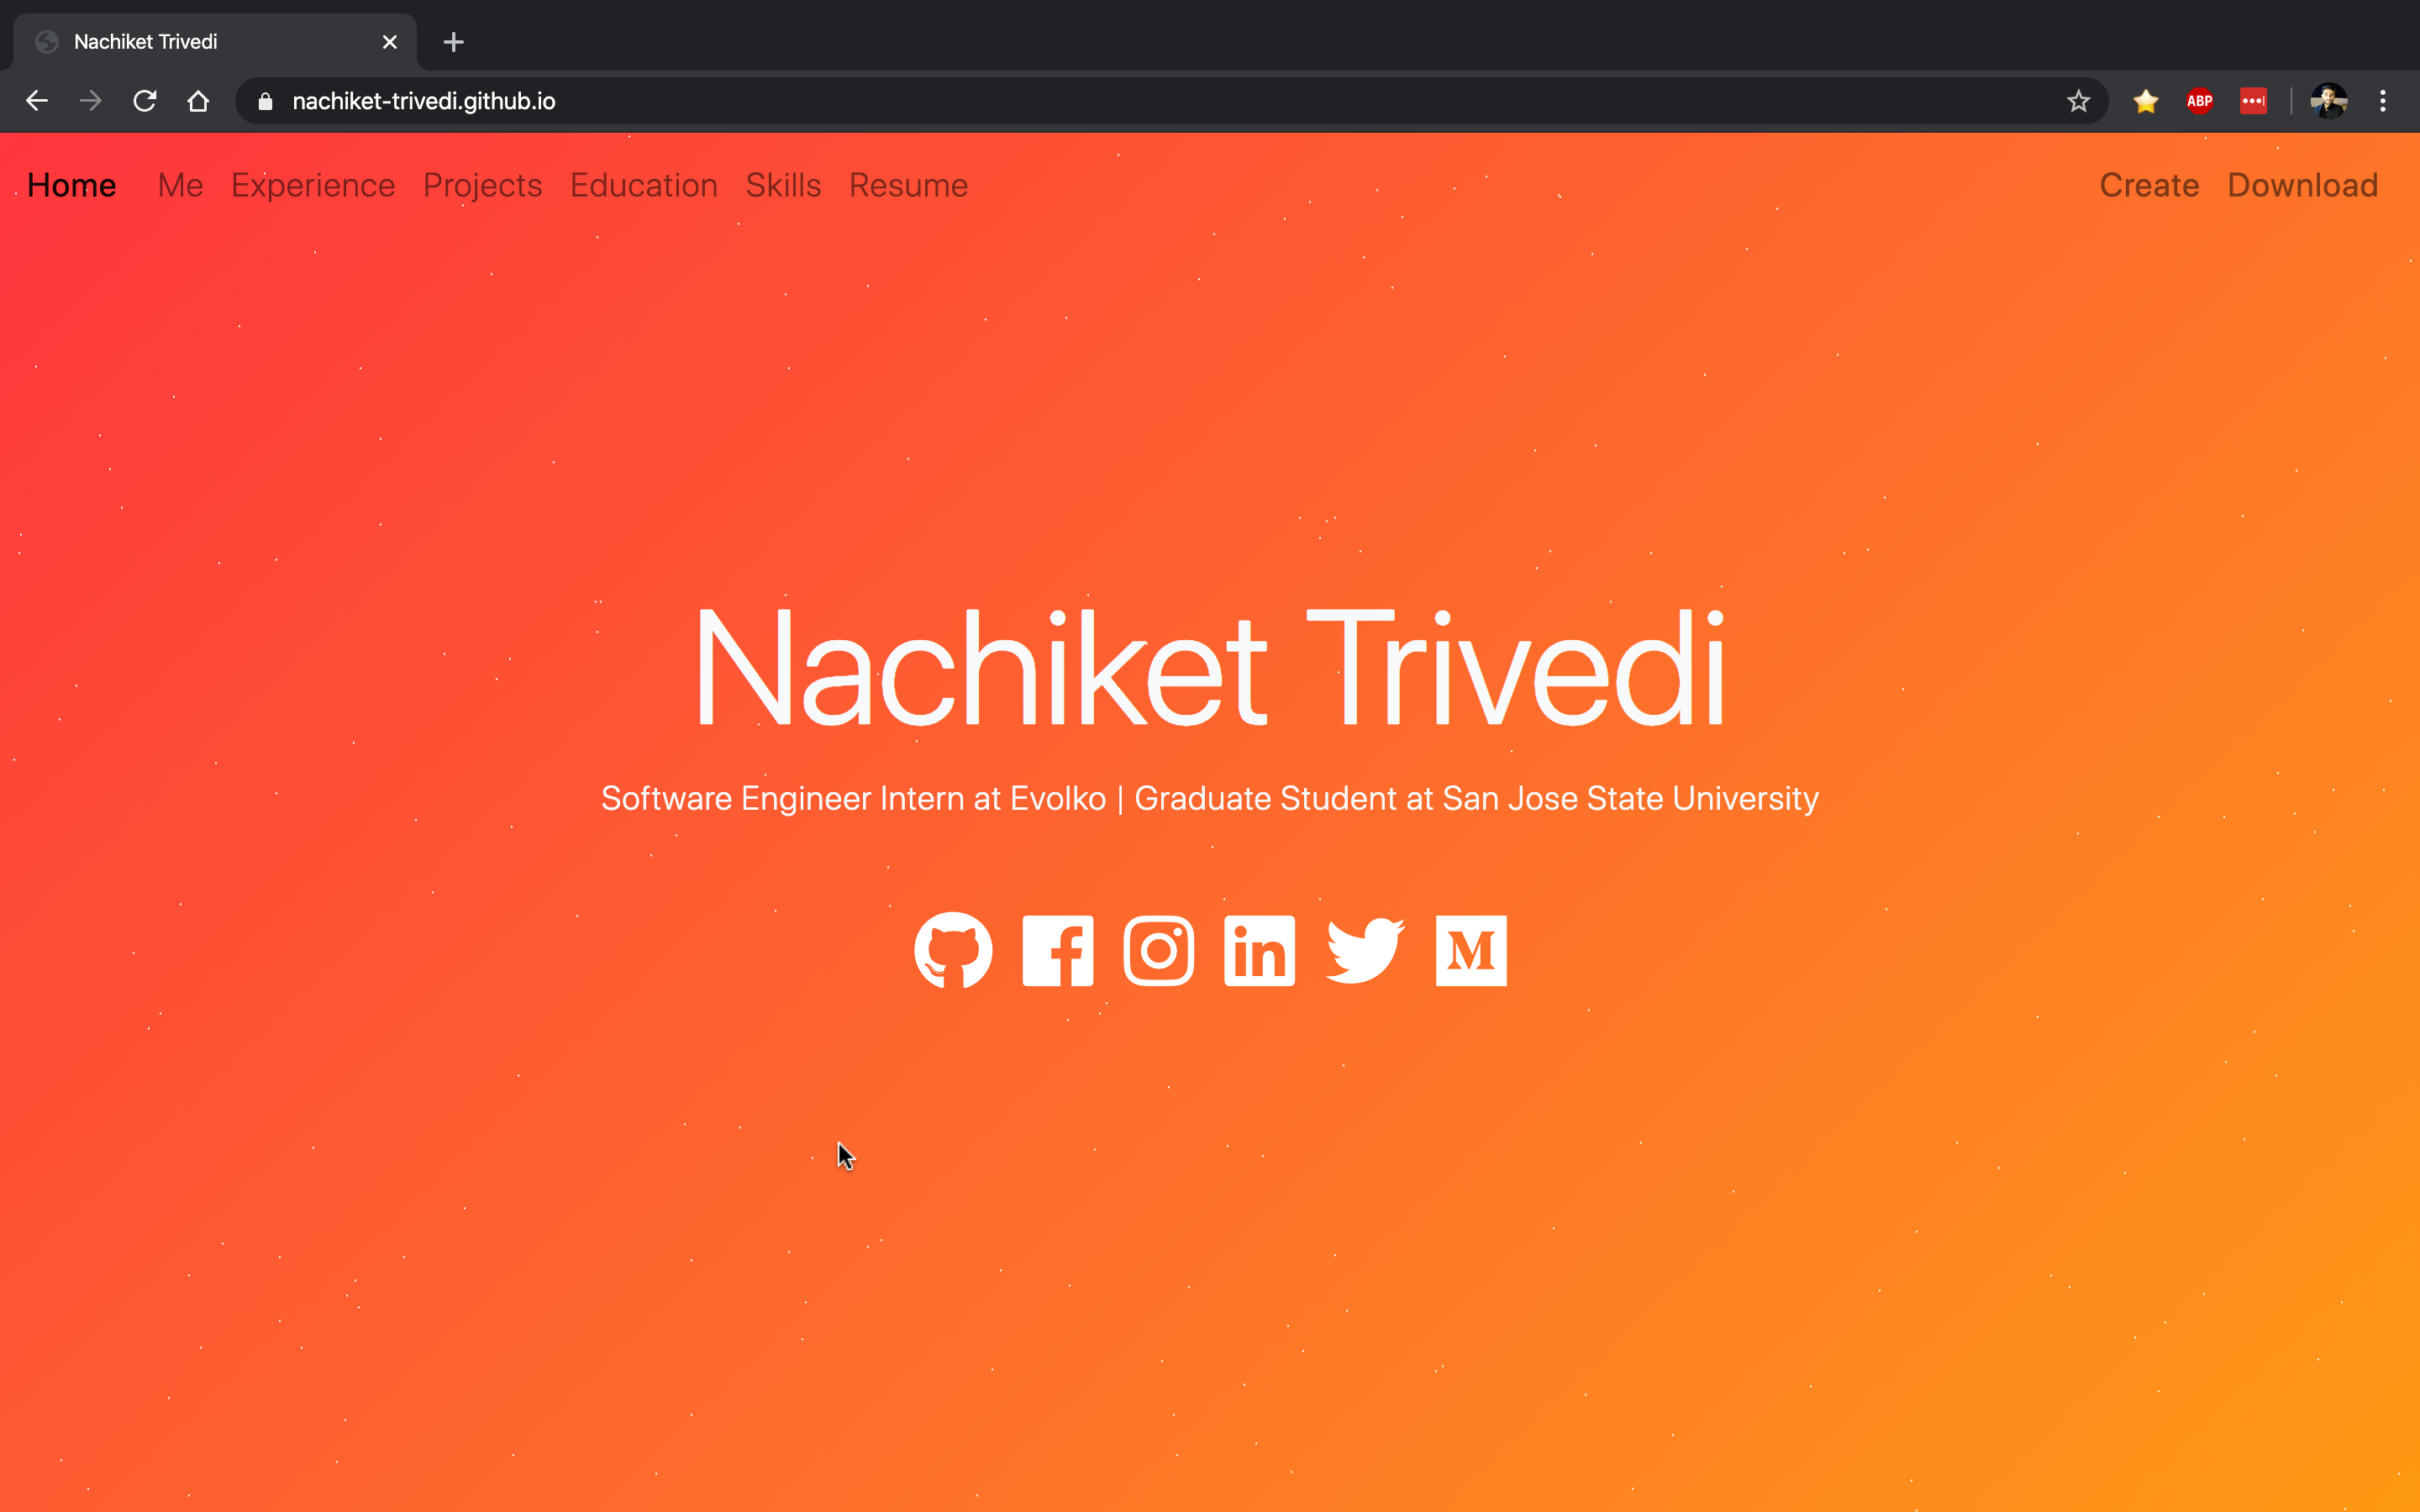 Nachiket Trivedi
nachiket-trivedi.github.io
ABP
Home Me Experience Projects Education Skills Resume Create Download
Nachiket Trivedi
Software Engineer Intern at Evolko | Graduate Student at San Jose State University
f in M